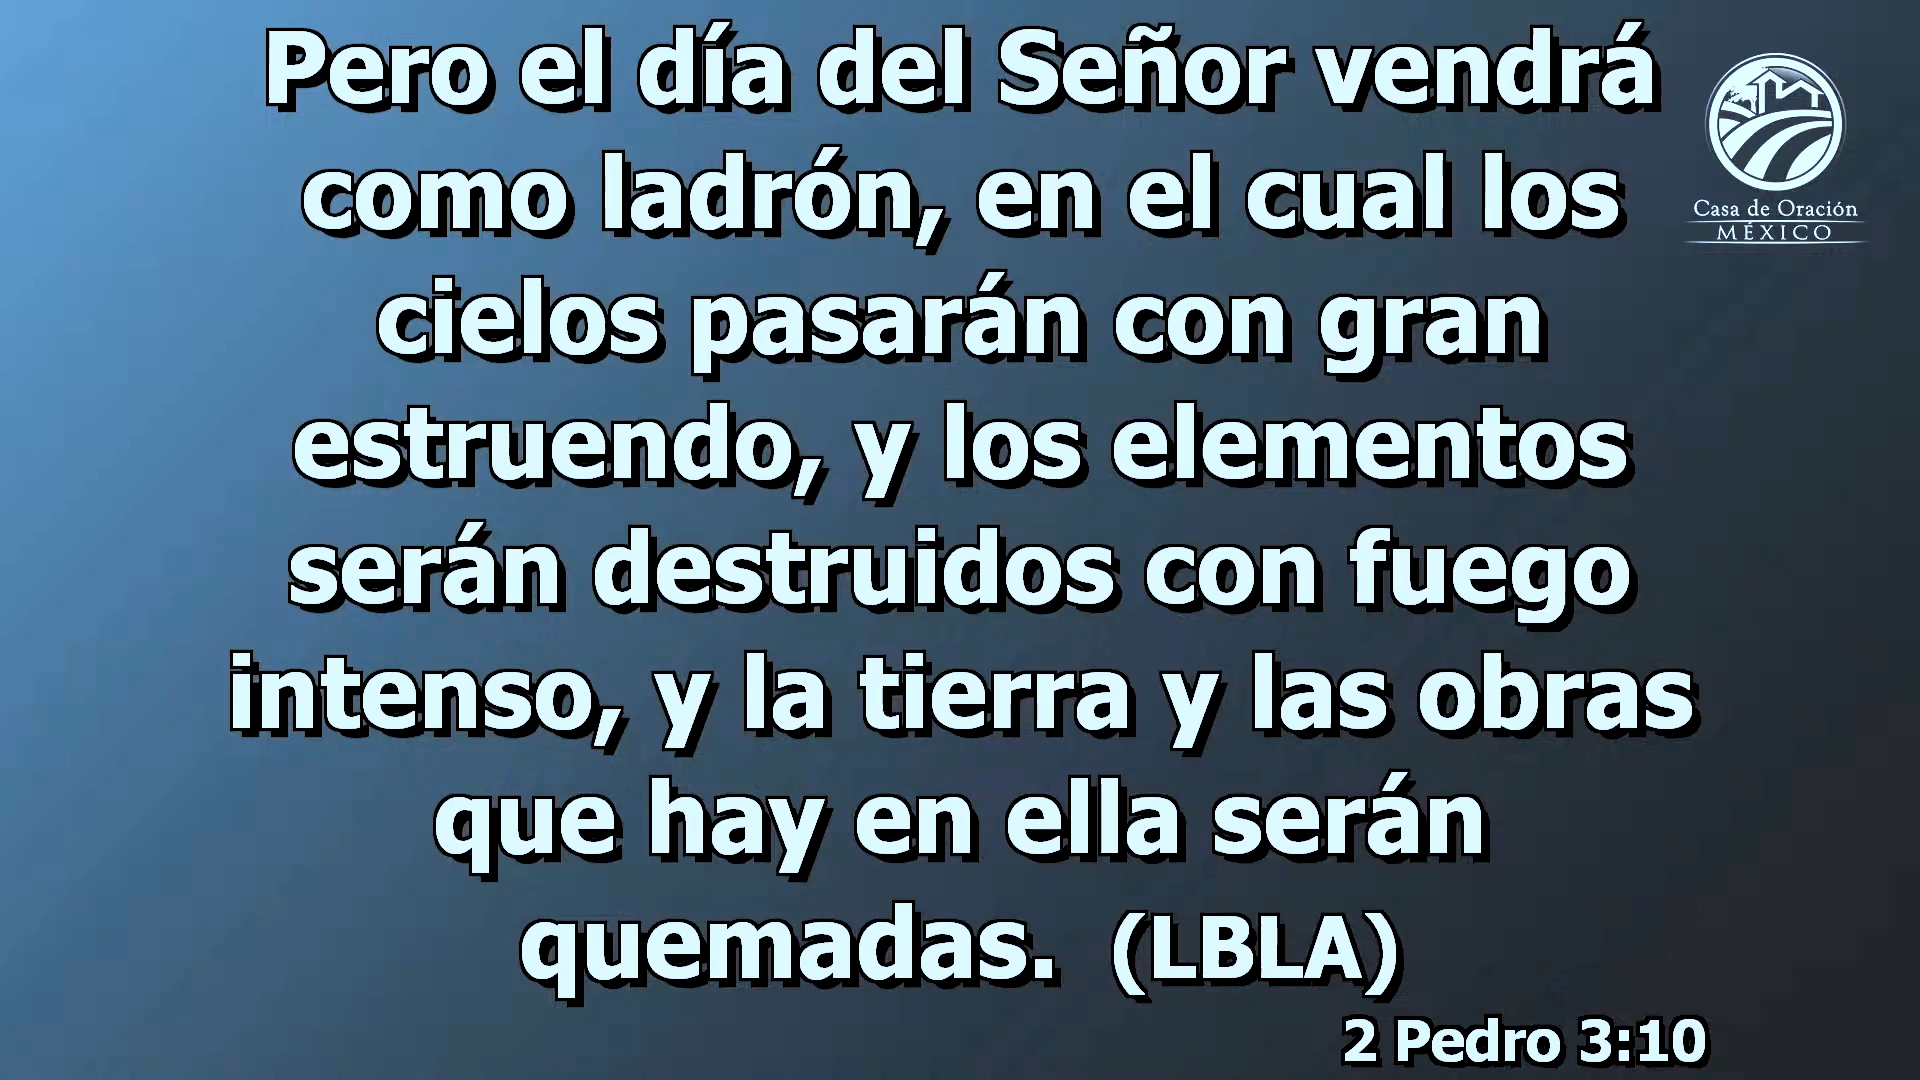 Pero el día del Señor vendrá
como ladrón, en el cual los
cielos pasarán con gran
estruendo, y los elementos
serán destruidos con fuego
intenso, y la tierra y las obras
que hay en ella serán
quemadas. (LBLA)
2 Pedro 3:10
Casa de Oración
MÉXICO